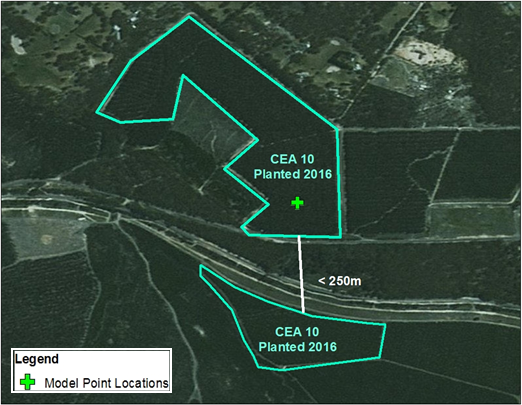 CEA 10
Planted 2016
< 250m
CEA 10
Planted 2016
Legend
Model Point Locations